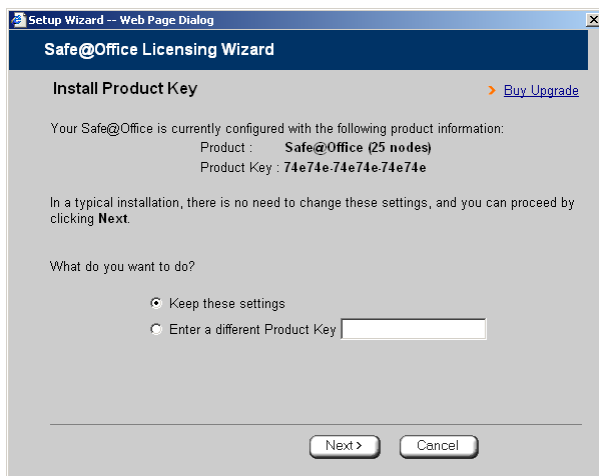 Setup Wizard -- Web Page Dialog
Safe@Office Licensing Wizard
Install Product Key
> Buy Upgrade
Your Safe@Office is currently configured with the following product information:
Product : Safe@Office (25 nodes)
Product Key : 74e74e-74e74e-74e74e
In a typical installation, there is no need to change these settings, and you can proceed by
clicking Next.
What do you want to do?
Keep these settings
Enter a different Product Key
Next> Cancel